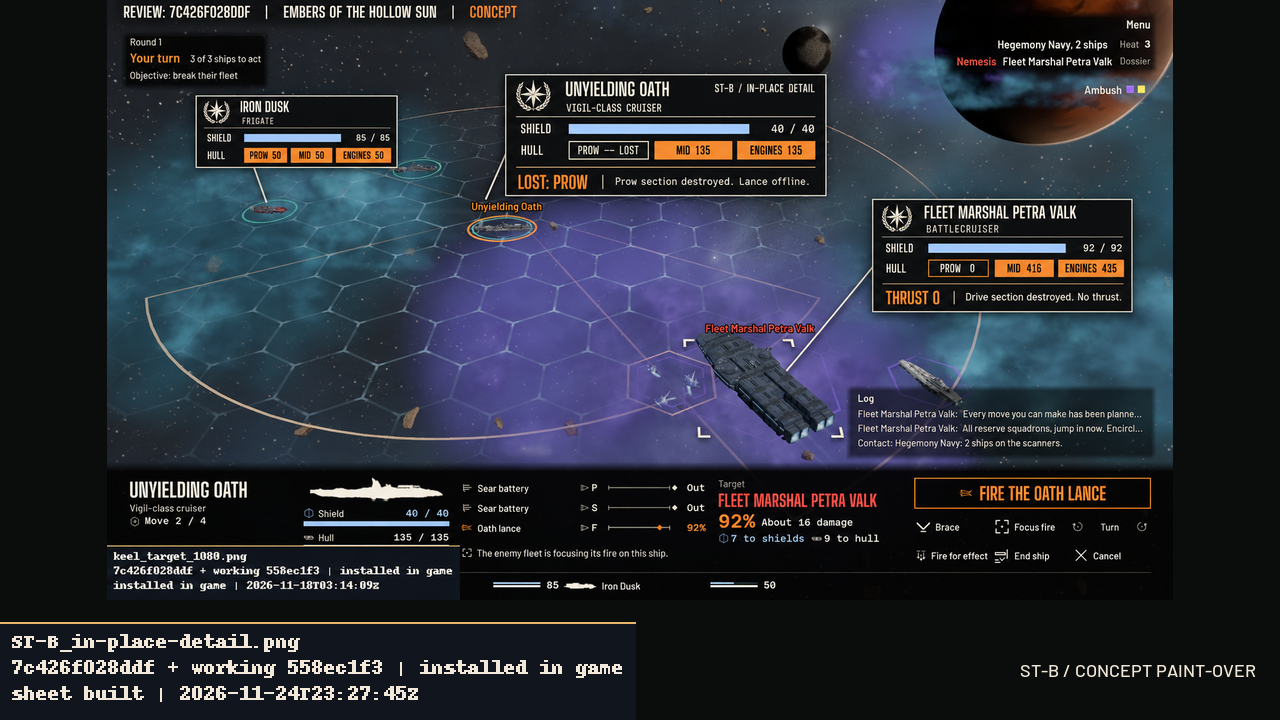 REVIEW: 7C426F028DDF | EMBERS OF THE HOLLOW SUN | CONCEPT
Round 1
Your turn 3 of 3 ships to act
Objective: break their fleet
Menu
Hegemony Navy, 2 ships Heat 3
Nemesis Fleet Marshal Petra Valk Dossier
Ambush
IRON DUSK
FRIGATE
SHIELD 85 / 85
HULL PROW 50 MID 50 ENGINES 50
UNYIELDING OATH ST-B / IN-PLACE DETAIL
VIGIL-CLASS CRUISER
SHIELD 40 / 40
HULL PROW -- LOST MID 135 ENGINES 135
LOST: PROW | Prow section destroyed. Lance offline.
Unyielding Oath
FLEET MARSHAL PETRA VALK
BATTLECRUISER
SHIELD 92 / 92
HULL PROW 0 MID 416 ENGINES 435
THRUST 0 | Drive section destroyed. No thrust.
Fleet Marshal Petra Valk
Log
Fleet Marshal Petra Valk: Every move you can make has been planne...
Fleet Marshal Petra Valk: All reserve squadrons, jump in now. Encircl...
Contact: Hegemony Navy: 2 ships on the scanners.
UNYIELDING OATH
Vigil-class cruiser
Move 2 / 4
Shield 40 / 40
Hull 135 / 135
Sear battery P Out
Sear battery S Out
Oath lance F 92%
The enemy fleet is focusing its fire on this ship.
Target
FLEET MARSHAL PETRA VALK
92% About 16 damage
7 to shields 9 to hull
FIRE THE OATH LANCE
Brace Focus fire Turn
Fire for effect End ship Cancel
85 Iron Dusk 50
keel_target_1080.png
7c426f028ddf + working 558ec1f3 | installed in game
installed in game | 2026-11-18T03:14:09z
ST-B_in-place-detail.png
7c426f028ddf + working 558ec1f3 | installed in game
sheet built | 2026-11-24T23:27:45z
ST-B / CONCEPT PAINT-OVER